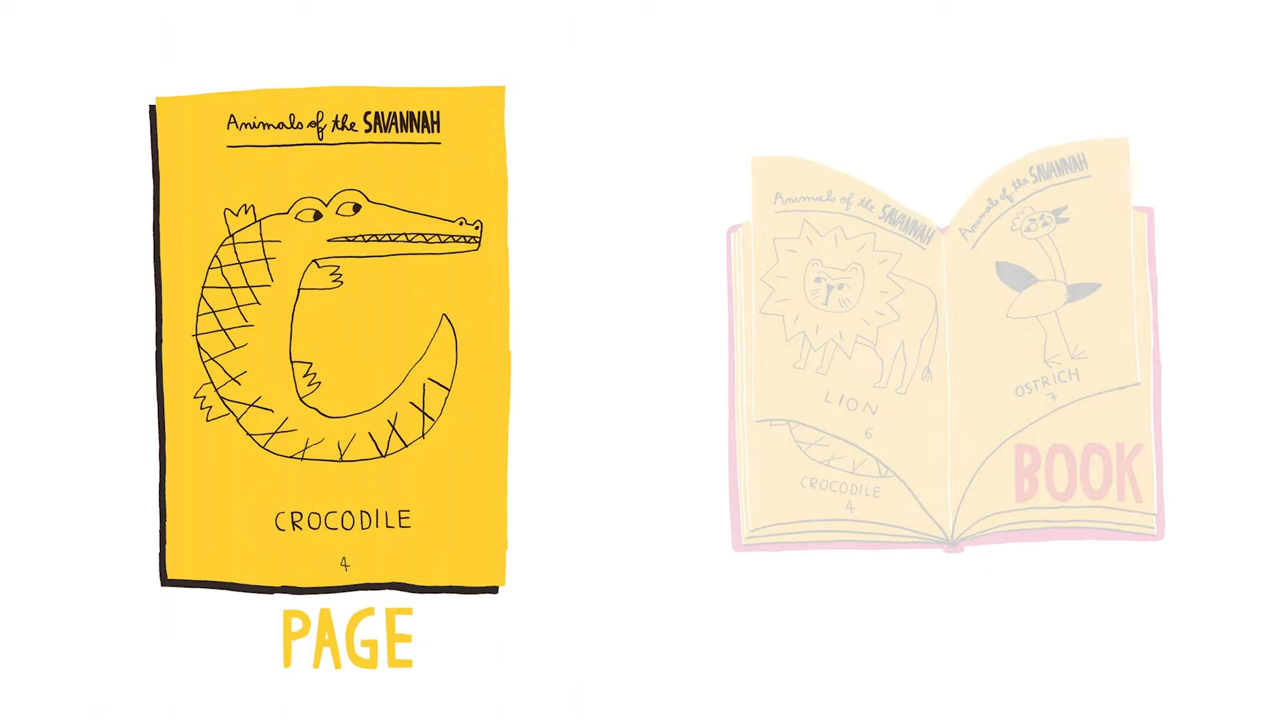 Animals of the SAVANNAH
CROCODILE
4
PAGE
Animals of the SAVANNAH
LION
6
CROCODILE
4
Animals of the SAVANNAH
OSTRICH
7
BOOK